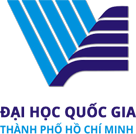 ĐẠI HỌC QUỐC GIA
THÀNH PHỐ HỒ CHÍ MINH